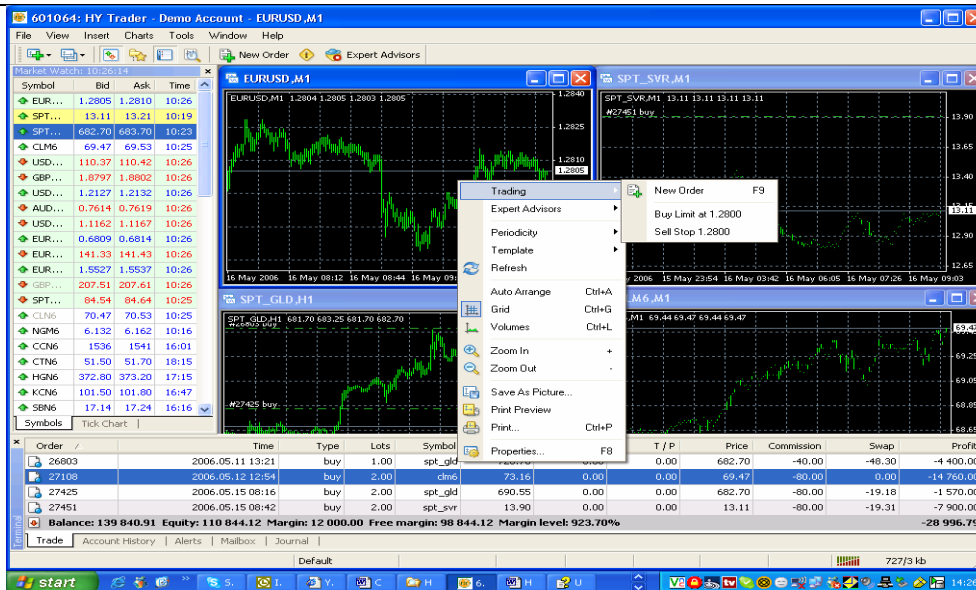 601064: HY Trader - Demo Account - EURUSD,M1
File View Insert Charts Tools Window Help
New Order Expert Advisors
Market Watch: 10:26:14
Symbol Bid Ask Time
EUR... 1.2805 1.2810 10:26
SPT... 13.11 13.21 10:19
SPT... 682.70 683.70 10:23
CLM6 69.47 69.53 10:25
USD... 110.37 110.42 10:26
GBP... 1.8797 1.8802 10:26
USD... 1.2127 1.2132 10:26
AUD... 0.7614 0.7619 10:26
USD... 1.1162 1.1167 10:26
EUR... 0.6809 0.6814 10:26
EUR... 141.33 141.43 10:26
EUR... 1.5527 1.5537 10:26
GBP... 207.51 207.61 10:26
SPT... 84.54 84.64 10:25
CLN6 70.47 70.53 10:25
NGM6 6.132 6.162 10:16
CCN6 1536 1541 16:01
CTN6 51.50 51.70 18:15
HGN6 372.80 373.20 17:15
KCN6 101.50 101.80 16:47
SBN6 17.14 17.24 16:16
Symbols Tick Chart
EURUSD,M1
EURUSD,M1 1.2804 1.2805 1.2803 1.2805
1.2840
1.2825
1.2810
1.2805
16 May 2006 16 May 08:12 16 May 08:44 16 May 09:
SPT_SVR,M1
SPT_SVR,M1 13.11 13.11 13.11 13.11
#27451 buy
13.90
13.65
13.40
13.15
13.11
12.90
12.65
2006 15 May 23:54 16 May 03:42 16 May 06:05 16 May 07:26 16 May 09:03
SPT_GLD,H1
SPT_GLD,H1 681.70 683.25 681.70 682.70
#26803 buy
#27425 buy
.M6,M1
,M1 69.44 69.47 69.44 69.47
69.47
69.25
69.05
68.85
68.65
Trading
Expert Advisors
Periodicity
Template
Refresh
Auto Arrange Ctrl+A
Grid Ctrl+G
Volumes Ctrl+L
Zoom In +
Zoom Out -
Save As Picture...
Print Preview
Print... Ctrl+P
Properties... F8
New Order F9
Buy Limit at 1.2800
Sell Stop 1.2800
Order / Time Type Lots Symbol T / P Price Commission Swap Profit
26803 2006.05.11 13:21 buy 1.00 spt_gld 0.00 682.70 -40.00 -48.30 -4 400.00
27108 2006.05.12 12:54 buy 2.00 clm6 73.16 0.00 0.00 69.47 -80.00 0.00 -14 760.00
27425 2006.05.15 08:16 buy 2.00 spt_gld 690.55 0.00 0.00 682.70 -80.00 -19.18 -1 570.00
27451 2006.05.15 08:42 buy 2.00 spt_svr 13.90 0.00 0.00 13.11 -80.00 -19.31 -7 900.00
Balance: 139 840.91 Equity: 110 844.12 Margin: 12 000.00 Free margin: 98 844.12 Margin level: 923.70% -28 996.79
Terminal
Trade Account History Alerts Mailbox Journal
Default 727/3 kb
start S. I. Y. C H 6. H U 14:26